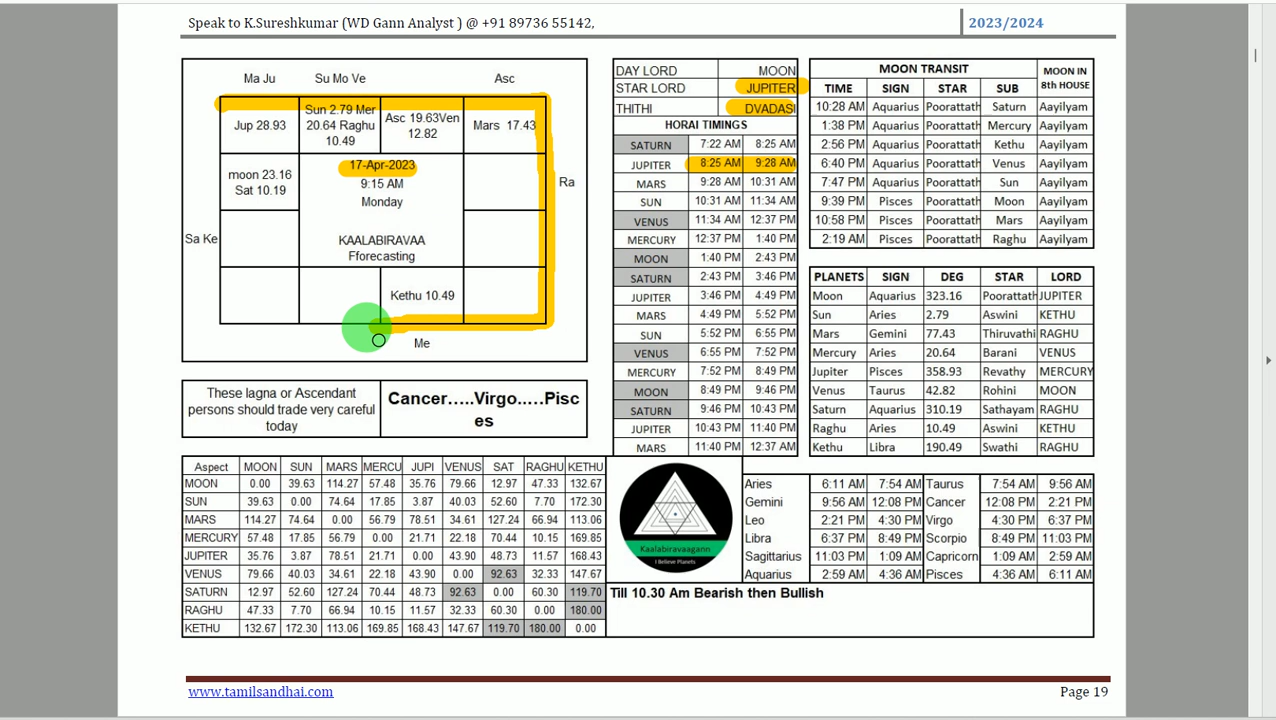 Speak to K.Sureshkumar (WD Gann Analyst ) @ +91 89736 55142,
2023/2024
Ma Ju Su Mo Ve Asc
Jup 28.93
Sun 2.79 Mer
20.64 Raghu
10.49
Asc 19.63Ven
12.82
Mars 17.43
moon 23.16
Sat 10.19
17-Apr-2023
9:15 AM
Monday
Ra
Sa Ke
KAALABIRAVAA
Fforecasting
Kethu 10.49
Me
These lagna or Ascendant
persons should trade very careful
today
Cancer…..Virgo..…Pisc
es
DAY LORD MOON
STAR LORD JUPITER
THITHI DVADASI
HORAI TIMINGS
SATURN 7:22 AM 8:25 AM
JUPITER 8:25 AM 9:28 AM
MARS 9:28 AM 10:31 AM
SUN 10:31 AM 11:34 AM
VENUS 11:34 AM 12:37 PM
MERCURY 12:37 PM 1:40 PM
MOON 1:40 PM 2:43 PM
SATURN 2:43 PM 3:46 PM
JUPITER 3:46 PM 4:49 PM
MARS 4:49 PM 5:52 PM
SUN 5:52 PM 6:55 PM
VENUS 6:55 PM 7:52 PM
MERCURY 7:52 PM 8:49 PM
MOON 8:49 PM 9:46 PM
SATURN 9:46 PM 10:43 PM
JUPITER 10:43 PM 11:40 PM
MARS 11:40 PM 12:37 AM
MOON TRANSIT
MOON IN
8th HOUSE
TIME SIGN STAR SUB
10:28 AM Aquarius Poorattath Saturn Aayilyam
1:38 PM Aquarius Poorattath Mercury Aayilyam
2:56 PM Aquarius Poorattath Kethu Aayilyam
6:40 PM Aquarius Poorattath Venus Aayilyam
7:47 PM Aquarius Poorattath Sun Aayilyam
9:39 PM Pisces Poorattath Moon Aayilyam
10:58 PM Pisces Poorattath Mars Aayilyam
2:19 AM Pisces Poorattath Raghu Aayilyam
PLANETS SIGN DEG STAR LORD
Moon Aquarius 323.16 Poorattath JUPITER
Sun Aries 2.79 Aswini KETHU
Mars Gemini 77.43 Thiruvathi RAGHU
Mercury Aries 20.64 Barani VENUS
Jupiter Pisces 358.93 Revathy MERCURY
Venus Taurus 42.82 Rohini MOON
Saturn Aquarius 310.19 Sathayam RAGHU
Raghu Aries 10.49 Aswini KETHU
Kethu Libra 190.49 Swathi RAGHU
Aspect MOON SUN MARS MERCU JUPI VENUS SAT RAGHU KETHU
MOON 0.00 39.63 114.27 57.48 35.76 79.66 12.97 47.33 132.67
SUN 39.63 0.00 74.64 17.85 3.87 40.03 52.60 7.70 172.30
MARS 114.27 74.64 0.00 56.79 78.51 34.61 127.24 66.94 113.06
MERCURY 57.48 17.85 56.79 0.00 21.71 22.18 70.44 10.15 169.85
JUPITER 35.76 3.87 78.51 21.71 0.00 43.90 48.73 11.57 168.43
VENUS 79.66 40.03 34.61 22.18 43.90 0.00 92.63 32.33 147.67
SATURN 12.97 52.60 127.24 70.44 48.73 92.63 0.00 60.30 119.70
RAGHU 47.33 7.70 66.94 10.15 11.57 32.33 60.30 0.00 180.00
KETHU 132.67 172.30 113.06 169.85 168.43 147.67 119.70 180.00 0.00
Kaalabiravaagann
I Believe Planets
Aries 6:11 AM 7:54 AM Taurus 7:54 AM 9:56 AM
Gemini 9:56 AM 12:08 PM Cancer 12:08 PM 2:21 PM
Leo 2:21 PM 4:30 PM Virgo 4:30 PM 6:37 PM
Libra 6:37 PM 8:49 PM Scorpio 8:49 PM 11:03 PM
Sagittarius 11:03 PM 1:09 AM Capricorn 1:09 AM 2:59 AM
Aquarius 2:59 AM 4:36 AM Pisces 4:36 AM 6:11 AM
Till 10.30 Am Bearish then Bullish
www.tamilsandhai.com
Page 19